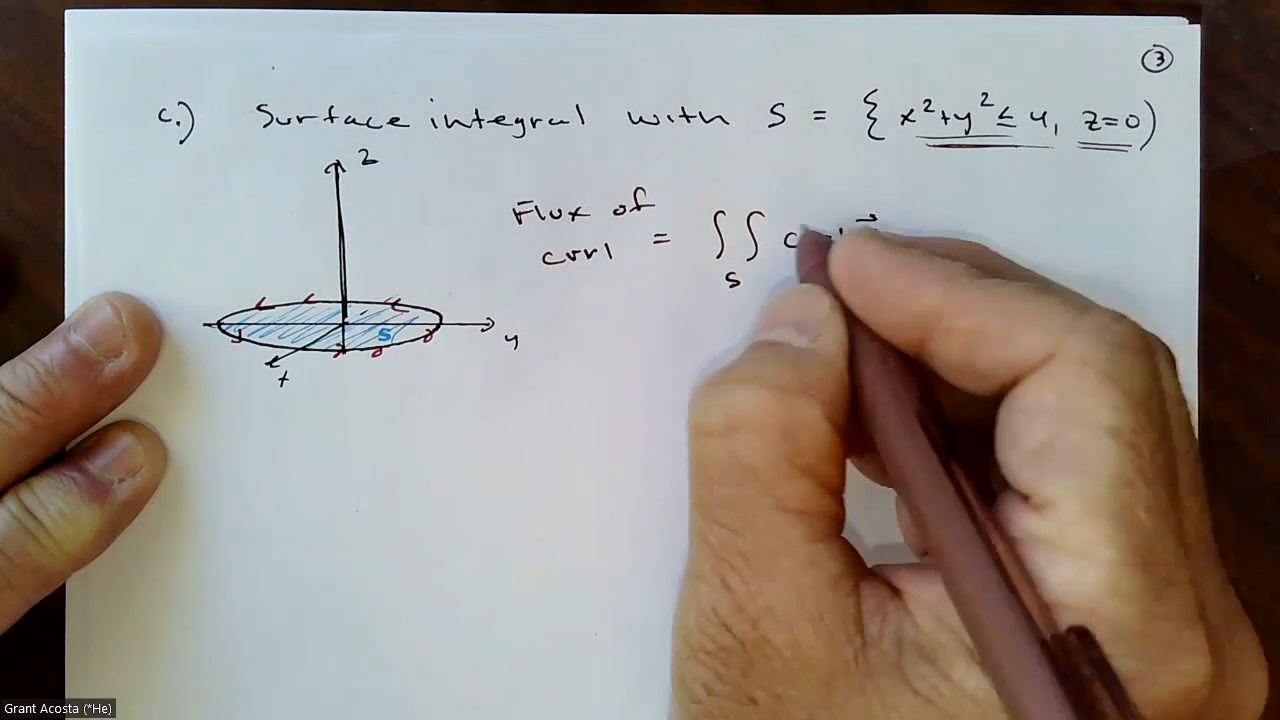 ③
c.) Surface integral with S = { x²+y² ≤ 4, z=0 )
z
Flux of
curl = ∫∫
S
S
y
x
Grant Acosta (*He)